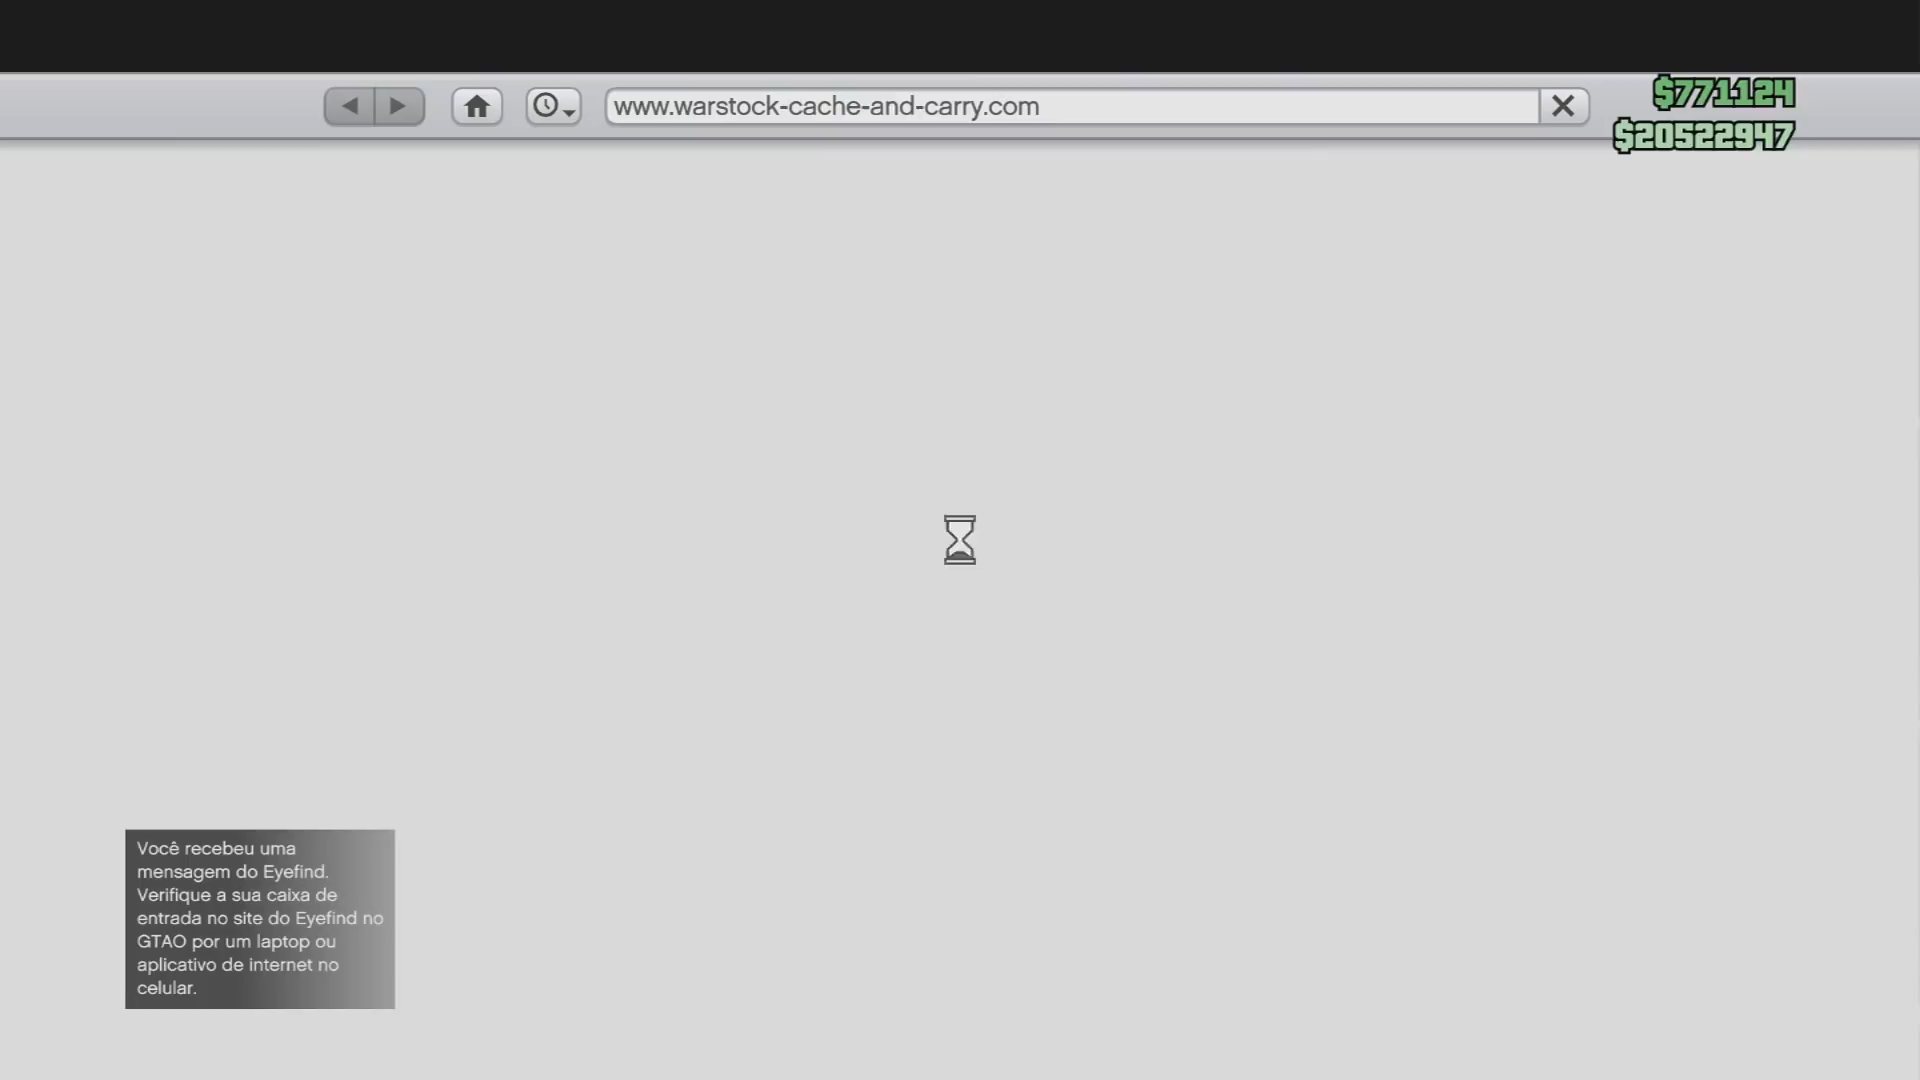 www.warstock-cache-and-carry.com
$771124
$20522947
Você recebeu uma
mensagem do Eyefind.
Verifique a sua caixa de
entrada no site do Eyefind no
GTAO por um laptop ou
aplicativo de internet no
celular.